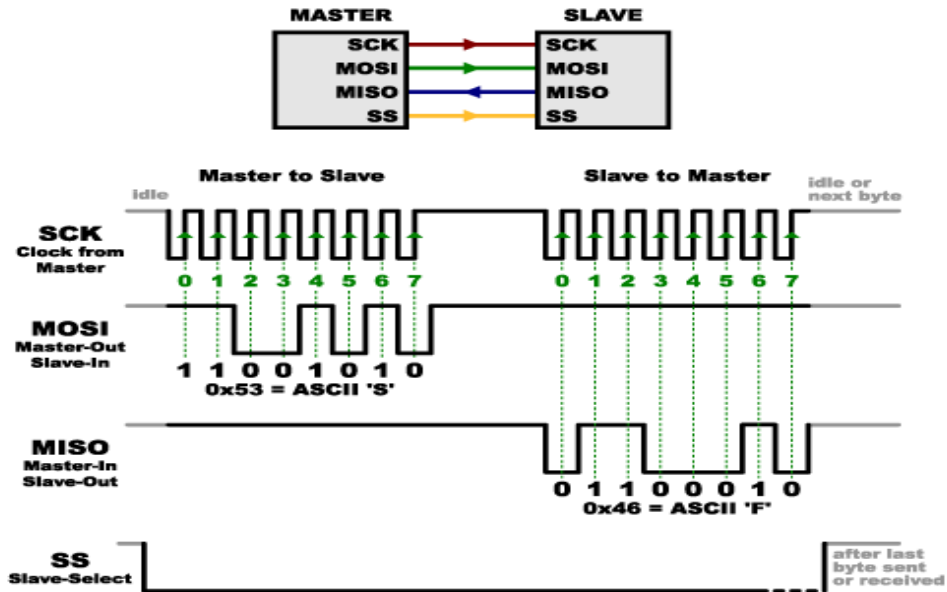 MASTER
SLAVE
SCK
SCK
MOSI
MOSI
MISO
MISO
SS
SS
Master to Slave
Slave to Master
idle
idle or
next byte
SCK
Clock from
Master
0 1 2 3 4 5 6 7
0 1 2 3 4 5 6 7
MOSI
Master-Out
Slave-In
1 1 0 0 1 0 1 0
0x53 = ASCII 'S'
MISO
Master-In
Slave-Out
0 1 1 0 0 0 1 0
0x46 = ASCII 'F'
SS
Slave-Select
after last
byte sent
or received